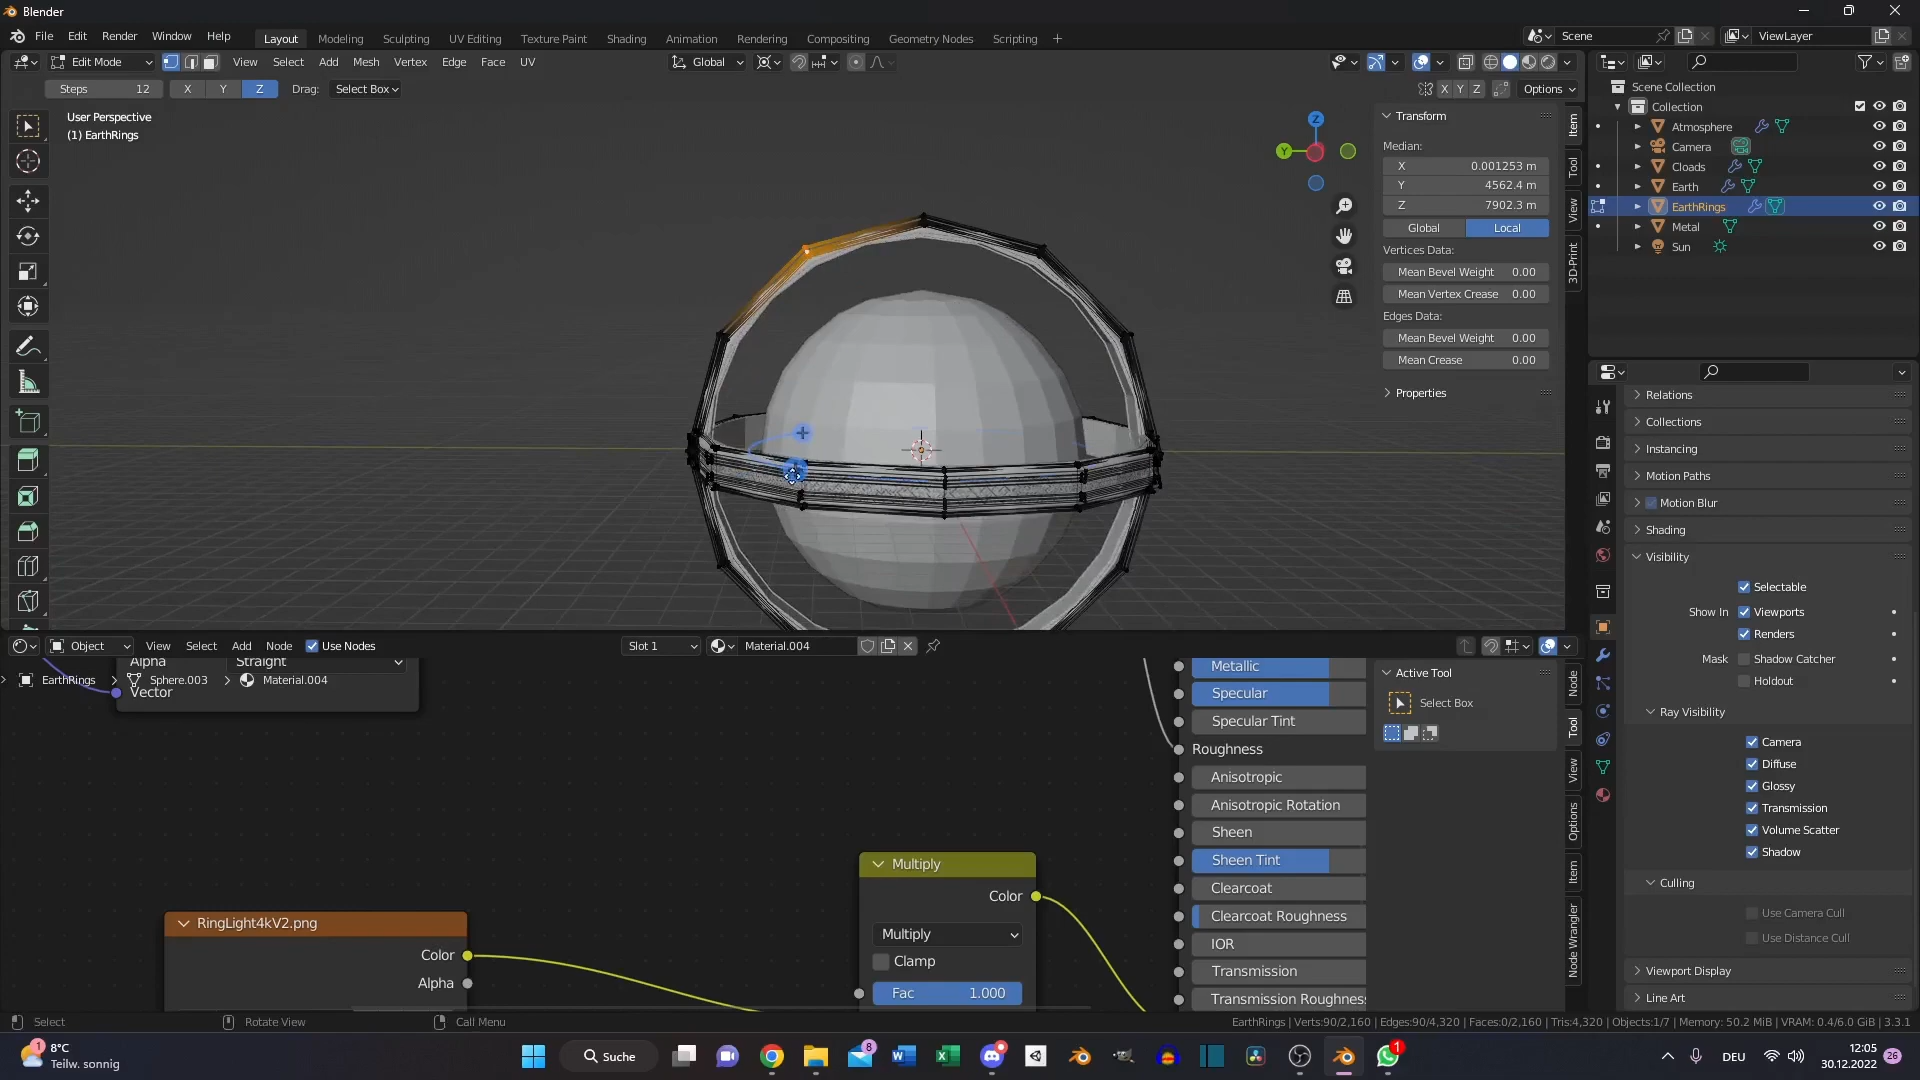 Blender
File Edit Render Window Help
Layout Modeling Sculpting UV Editing Texture Paint Shading Animation Rendering Compositing Geometry Nodes Scripting +
Scene ViewLayer
Edit Mode View Select Add Mesh Vertex Edge Face UV
Global
Steps 12 X Y Z Drag: Select Box
X Y Z Options
User Perspective
(1) EarthRings
Z
Y
Transform
Median:
X 0.001253 m
Y 4562.4 m
Z 7902.3 m
Global Local
Vertices Data:
Mean Bevel Weight 0.00
Mean Vertex Crease 0.00
Edges Data:
Mean Bevel Weight 0.00
Mean Crease 0.00
Properties
Item
Tool
View
3D-Print
Scene Collection
Collection
Atmosphere
Camera
Cloads
Earth
EarthRings
Metal
Sun
Relations
Collections
Instancing
Motion Paths
Motion Blur
Shading
Visibility
Selectable
Show In Viewports
Renders
Mask Shadow Catcher
Holdout
Ray Visibility
Camera
Diffuse
Glossy
Transmission
Volume Scatter
Shadow
Culling
Use Camera Cull
Use Distance Cull
Viewport Display
Line Art
Object View Select Add Node Use Nodes
Slot 1 Material.004
Alpha Straight
EarthRings Sphere.003 Material.004
Vector
RingLight4kV2.png
Color
Alpha
Multiply
Color
Multiply
Clamp
Fac 1.000
Metallic
Specular
Specular Tint
Roughness
Anisotropic
Anisotropic Rotation
Sheen
Sheen Tint
Clearcoat
Clearcoat Roughness
IOR
Transmission
Transmission Roughness
Active Tool
Select Box
Node
Tool
View
Options
Item
Node Wrangler
Select Rotate View Call Menu
EarthRings | Verts:90/2,160 | Edges:90/4,320 | Faces:0/2,160 | Tris:4,320 | Objects:1/7 | Memory: 50.2 MiB | VRAM: 0.4/6.0 GiB | 3.3.1
1
8°C
Teilw. sonnig
Suche
8
1
DEU
12:05
30.12.2022
26